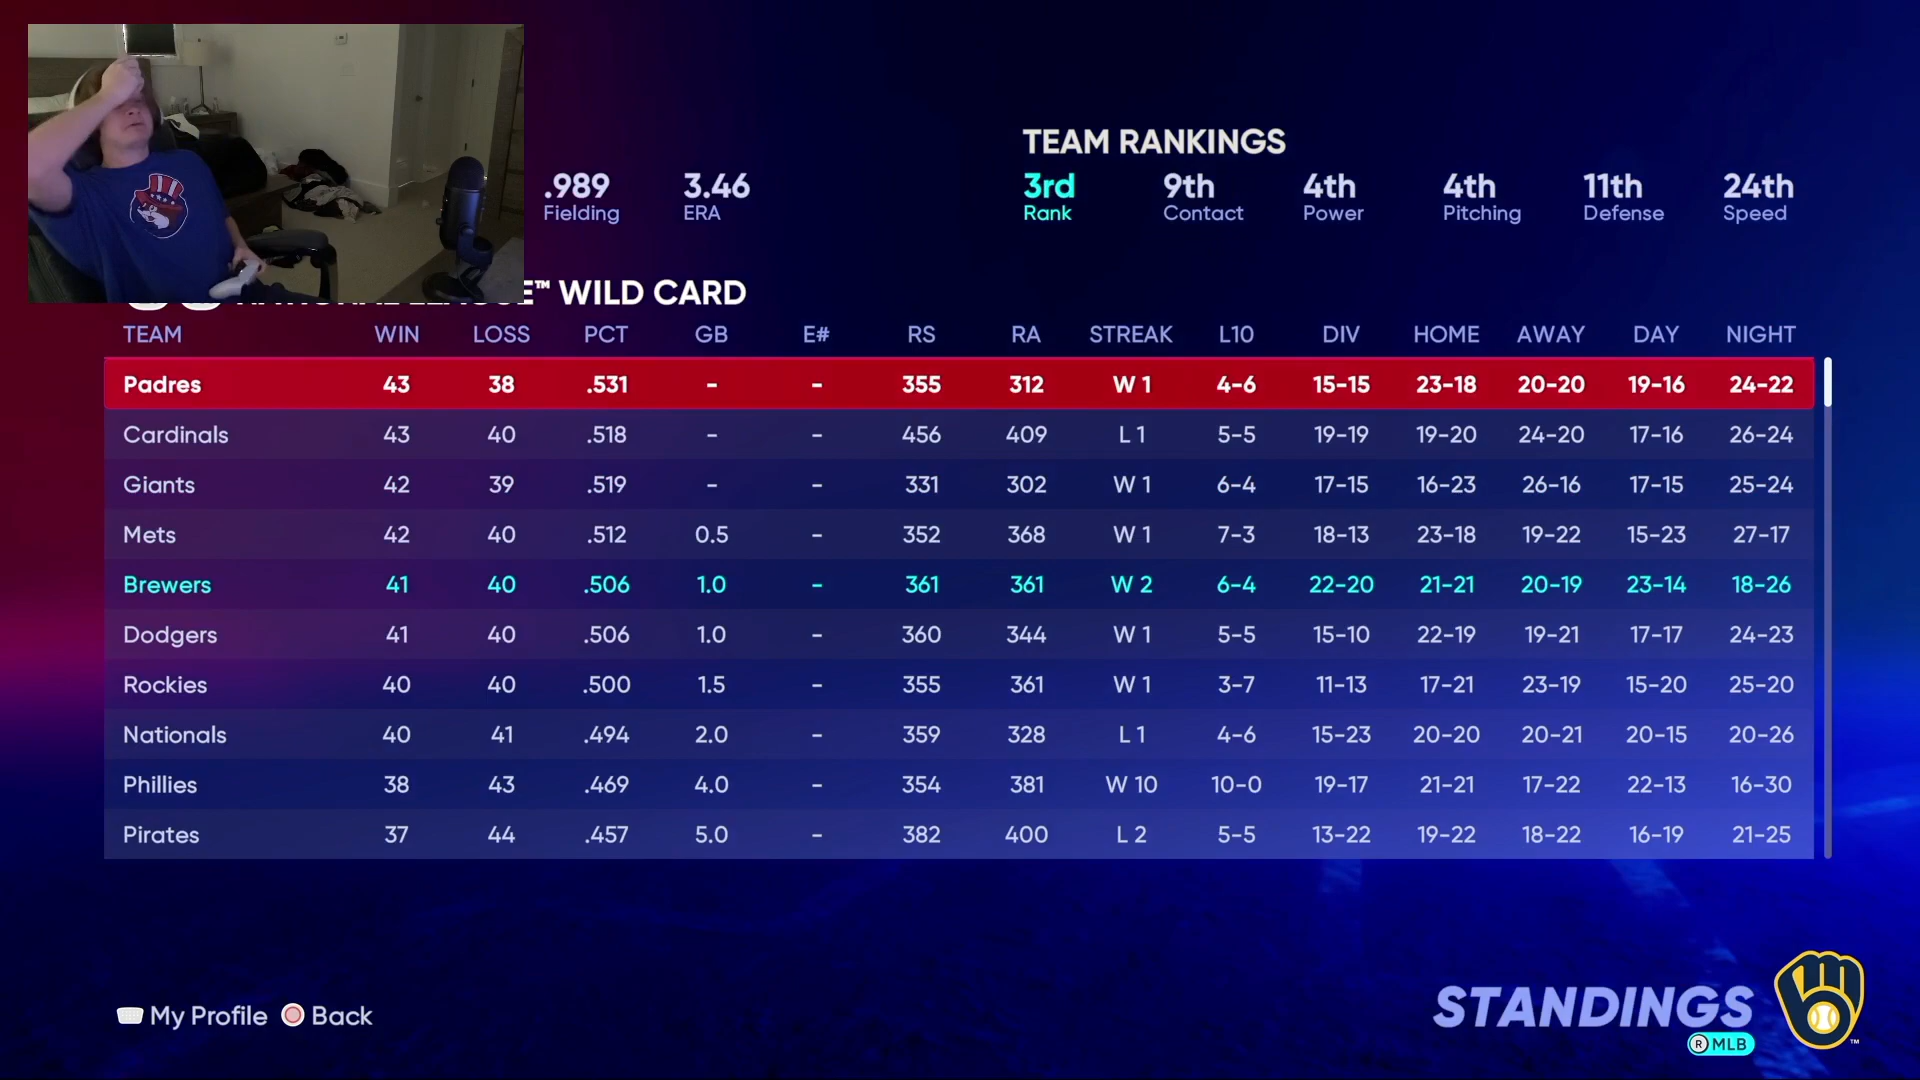 TEAM RANKINGS
.989 3.46 3rd 9th 4th 4th 11th 24th
Fielding ERA Rank Contact Power Pitching Defense Speed
™ WILD CARD
TEAM WIN LOSS PCT GB E# RS RA STREAK L10 DIV HOME AWAY DAY NIGHT
Padres 43 38 .531 - - 355 312 W 1 4-6 15-15 23-18 20-20 19-16 24-22
Cardinals 43 40 .518 - - 456 409 L 1 5-5 19-19 19-20 24-20 17-16 26-24
Giants 42 39 .519 - - 331 302 W 1 6-4 17-15 16-23 26-16 17-15 25-24
Mets 42 40 .512 0.5 - 352 368 W 1 7-3 18-13 23-18 19-22 15-23 27-17
Brewers 41 40 .506 1.0 - 361 361 W 2 6-4 22-20 21-21 20-19 23-14 18-26
Dodgers 41 40 .506 1.0 - 360 344 W 1 5-5 15-10 22-19 19-21 17-17 24-23
Rockies 40 40 .500 1.5 - 355 361 W 1 3-7 11-13 17-21 23-19 15-20 25-20
Nationals 40 41 .494 2.0 - 359 328 L 1 4-6 15-23 20-20 20-21 20-15 20-26
Phillies 38 43 .469 4.0 - 354 381 W 10 10-0 19-17 21-21 17-22 22-13 16-30
Pirates 37 44 .457 5.0 - 382 400 L 2 5-5 13-22 19-22 18-22 16-19 21-25
My Profile Back
STANDINGS
R MLB
™